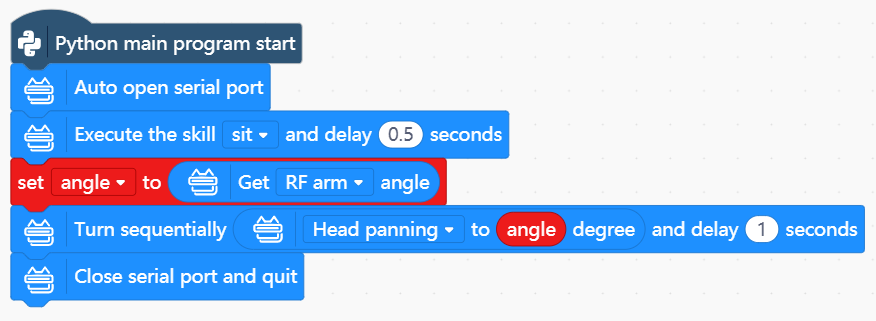 Python main program start
Auto open serial port
Execute the skill sit and delay 0.5 seconds
set angle to Get RF arm angle
Turn sequentially Head panning to angle degree and delay 1 seconds
Close serial port and quit